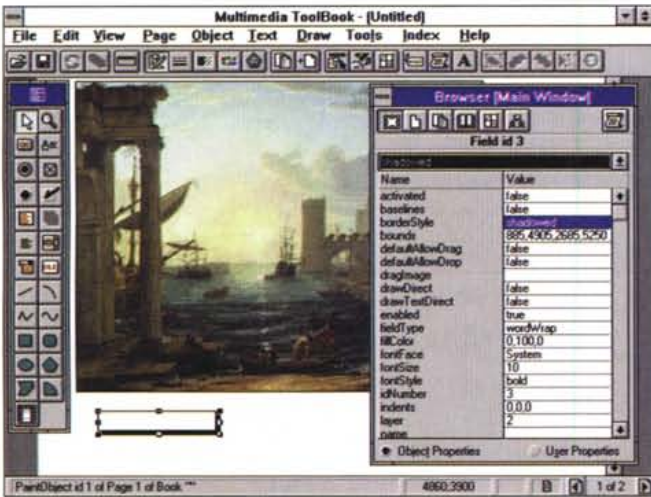 Multimedia ToolBook - (Untitled)
File Edit View Page Object Text Draw Tools Index Help
Browser [Main Window]
Field id 3
shadowed
Name Value
activated false
baselines false
borderStyle shadowed
bounds 885,4905,2685,5250
defaultAllowDrag false
defaultAllowDrop false
dragImage
drawDirect false
drawTextDirect false
enabled true
fieldType wordWrap
fillColor 0,100,0
fontFace System
fontSize 10
fontStyle bold
idNumber 3
indents 0,0,0
layer 2
name
Object Properties User Properties
PaintObject id 1 of Page 1 of Book ""
4860,3900
1 of 2